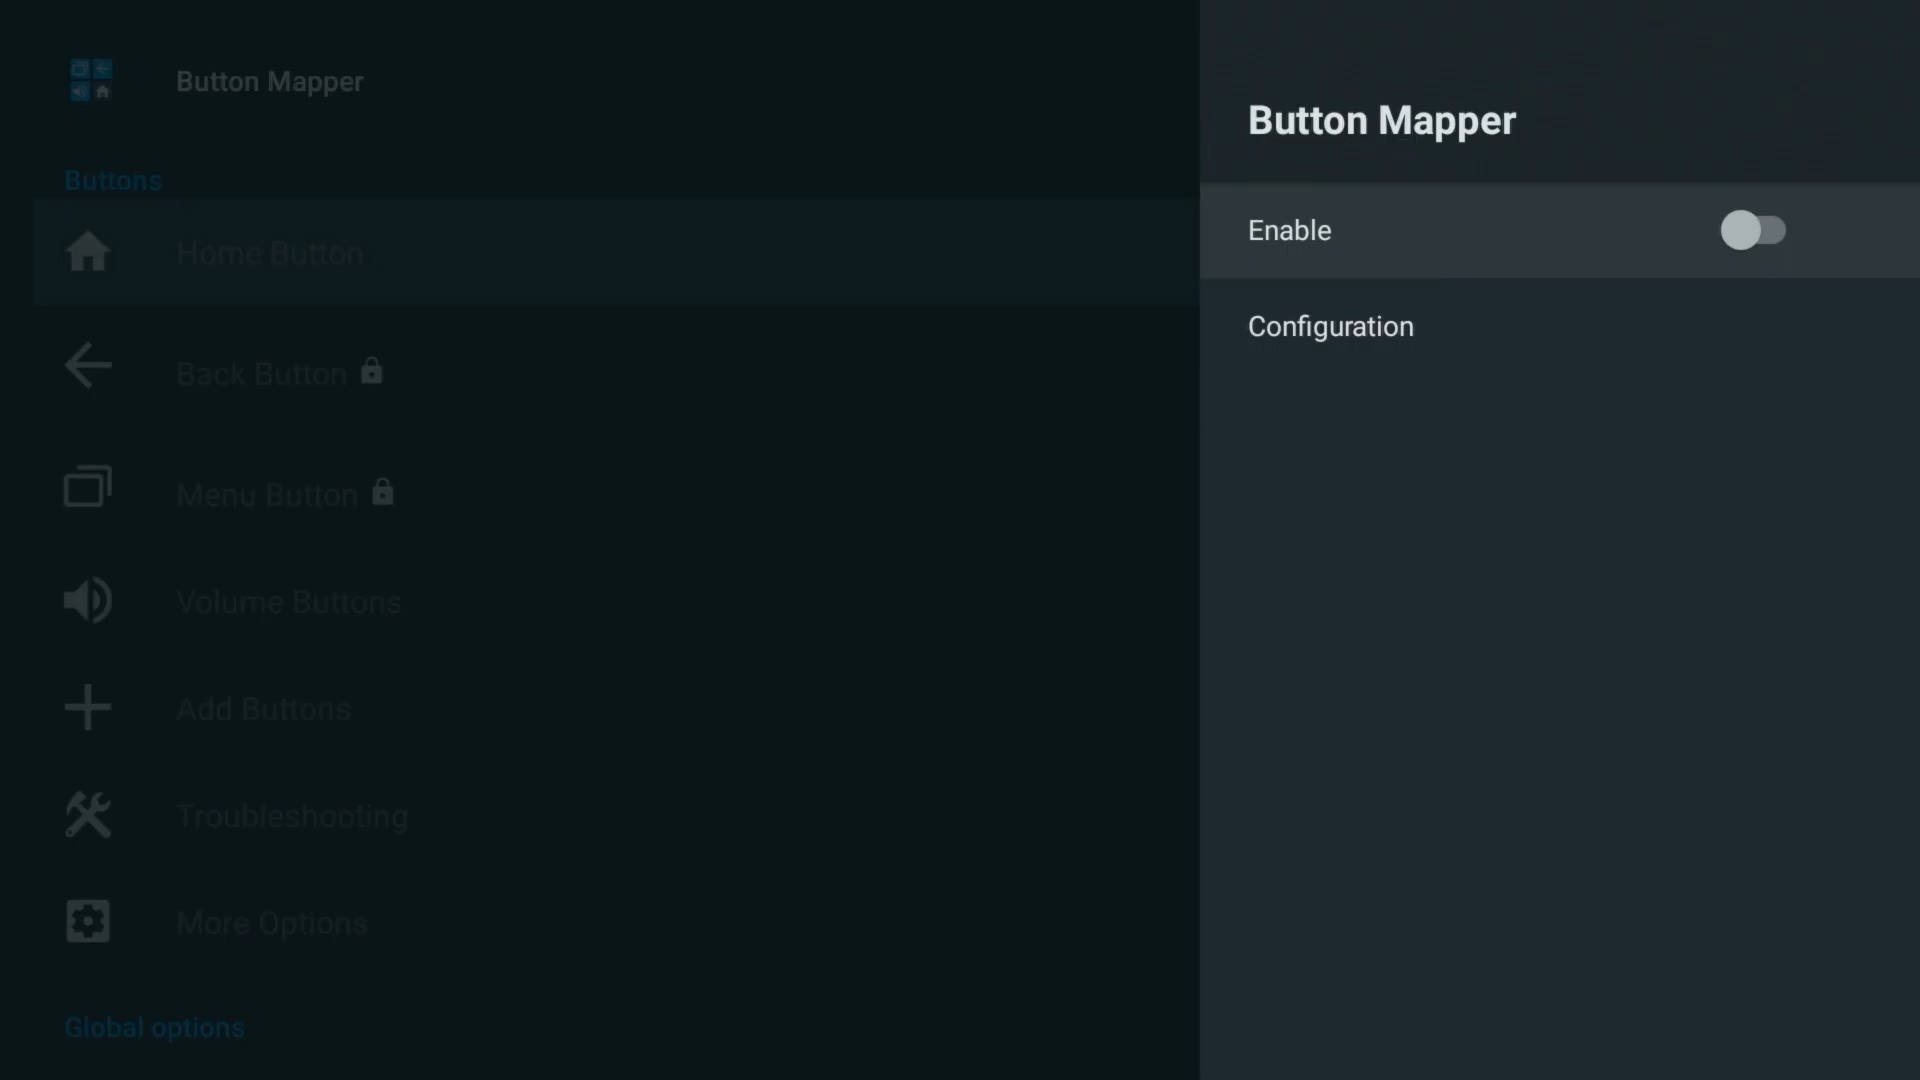 Button Mapper
Buttons
Home Button
Back Button
Menu Button
Volume Buttons
Add Buttons
Troubleshooting
More Options
Global options
Button Mapper
Enable
Configuration